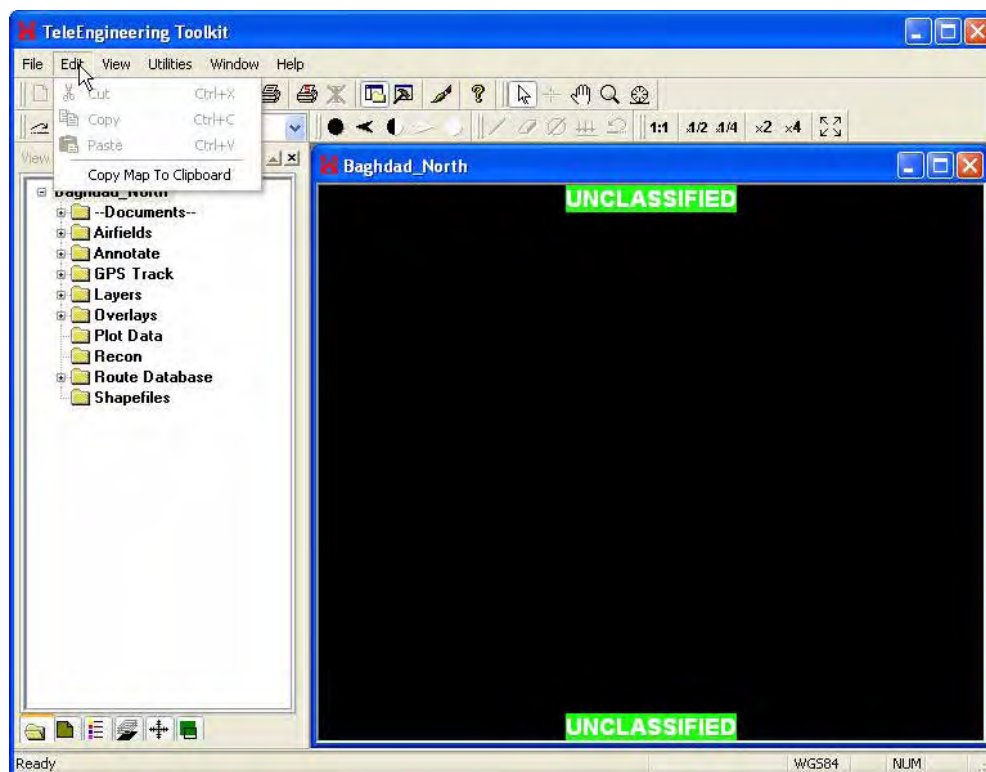 TeleEngineering Toolkit
File Edit View Utilities Window Help
Cut Ctrl+X
Copy Ctrl+C
Paste Ctrl+V
Copy Map To Clipboard
1:1 1/2 1/4 x2 x4
View
Baghdad_North
Baghdad_North
--Documents--
Airfields
Annotate
GPS Track
Layers
Overlays
Plot Data
Recon
Route Database
Shapefiles
UNCLASSIFIED
UNCLASSIFIED
Ready WGS84 NUM